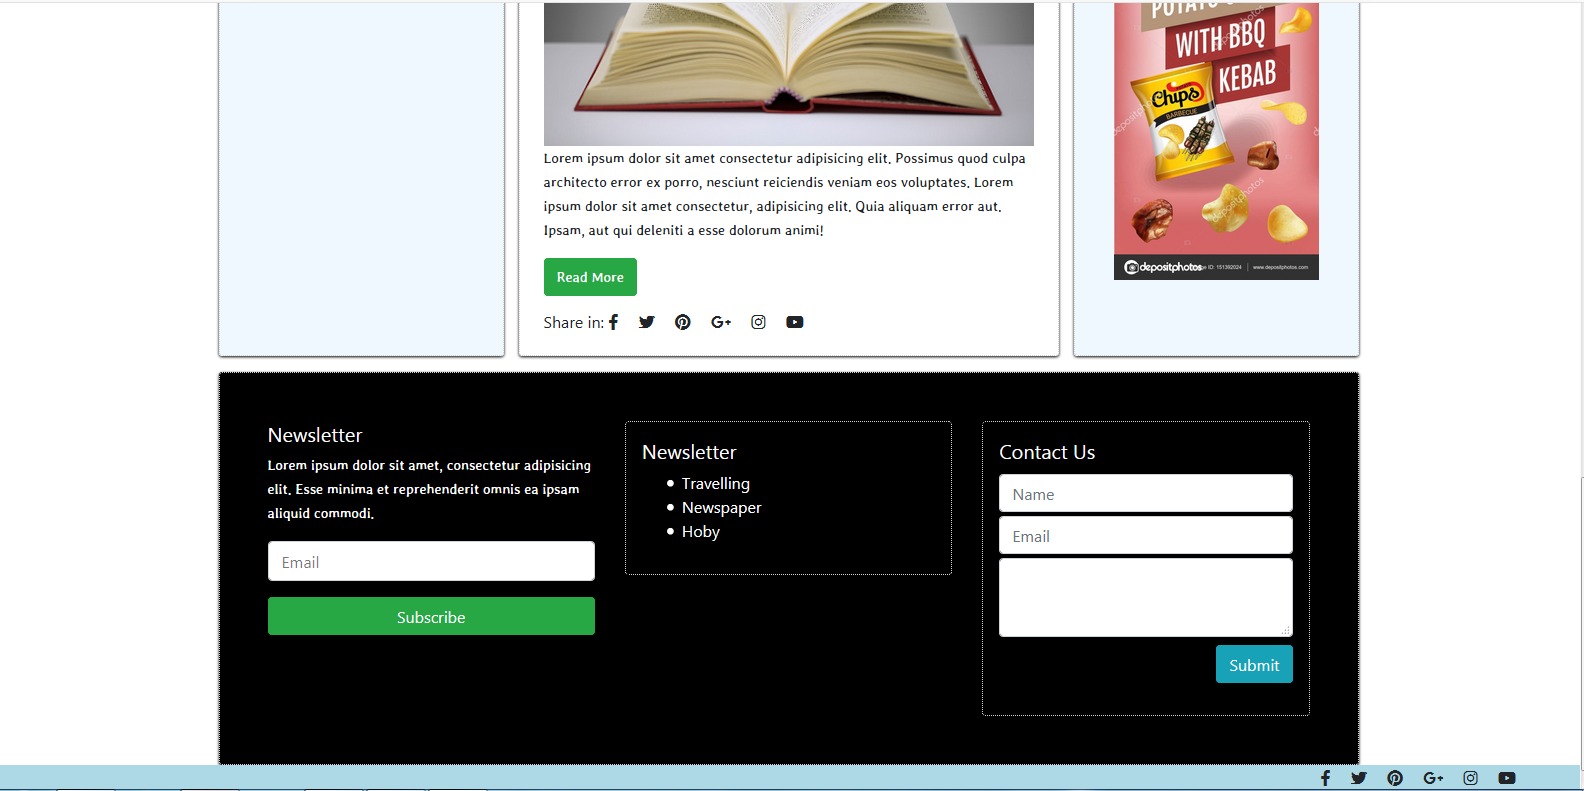 WITH BBQ
KEBAB
Chips
BARBECUE
depositphotos
depositphotos
Lorem ipsum dolor sit amet consectetur adipisicing elit. Possimus quod culpa
architecto error ex porro, nesciunt reiciendis veniam eos voluptates. Lorem
ipsum dolor sit amet consectetur, adipisicing elit. Quia aliquam error aut.
Ipsam, aut qui deleniti a esse dolorum animi!
depositphotos
ID: 151392024
www.depositphotos.com
Read More
Share in:
Newsletter
Lorem ipsum dolor sit amet, consectetur adipisicing
elit. Esse minima et reprehenderit omnis ea ipsam
aliquid commodi.
Email
Subscribe
Newsletter
Travelling
Newspaper
Hoby
Contact Us
Name
Email
Submit